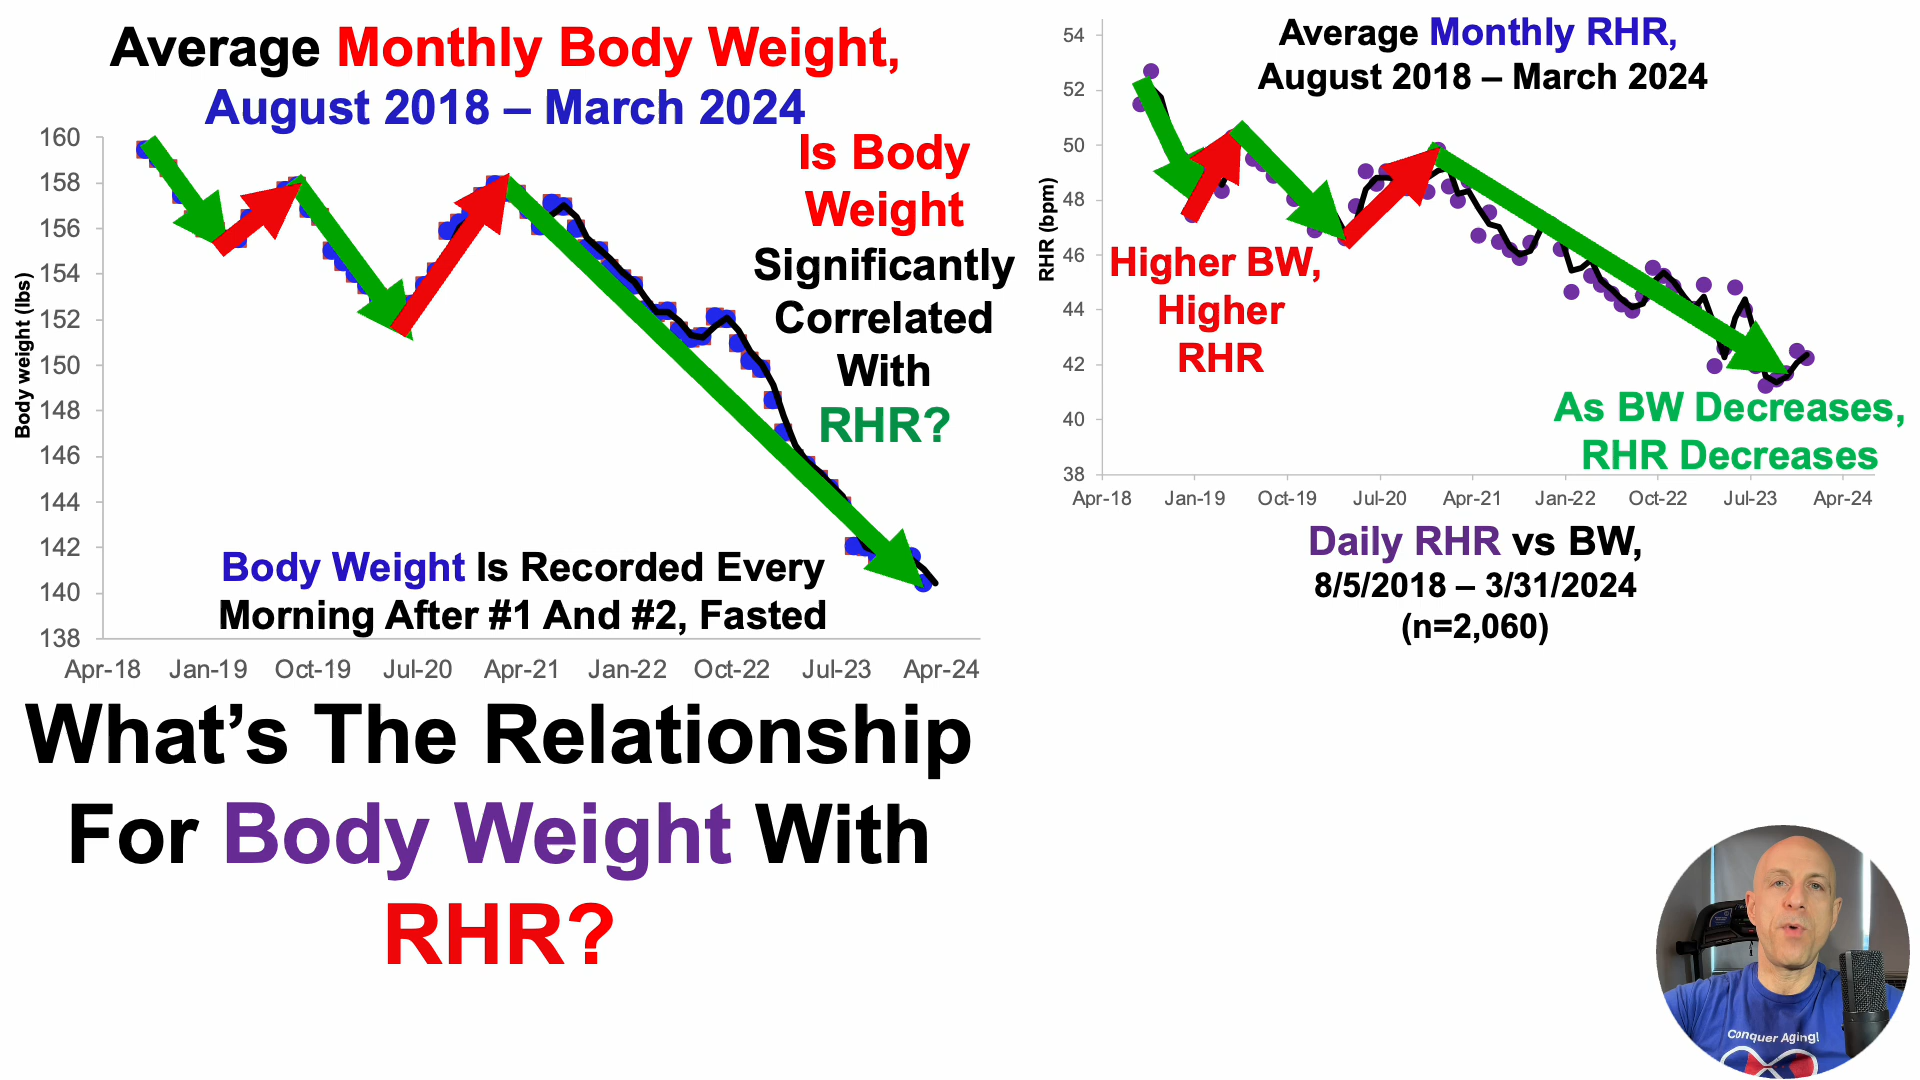 Average Monthly Body Weight,
August 2018 – March 2024
160
158
156
154
152
150
148
146
144
142
140
138
Body weight (lbs)
Apr-18 Jan-19 Oct-19 Jul-20 Apr-21 Jan-22 Oct-22 Jul-23 Apr-24
Is Body
Weight
Significantly
Correlated
With
RHR?
Body Weight Is Recorded Every
Morning After #1 And #2, Fasted
What’s The Relationship
For Body Weight With
RHR?
Average Monthly RHR,
August 2018 – March 2024
54
52
50
48
46
44
42
40
38
RHR (bpm)
Apr-18 Jan-19 Oct-19 Jul-20 Apr-21 Jan-22 Oct-22 Jul-23 Apr-24
Higher BW,
Higher
RHR
As BW Decreases,
RHR Decreases
Daily RHR vs BW,
8/5/2018 – 3/31/2024
(n=2,060)
Conquer Aging!